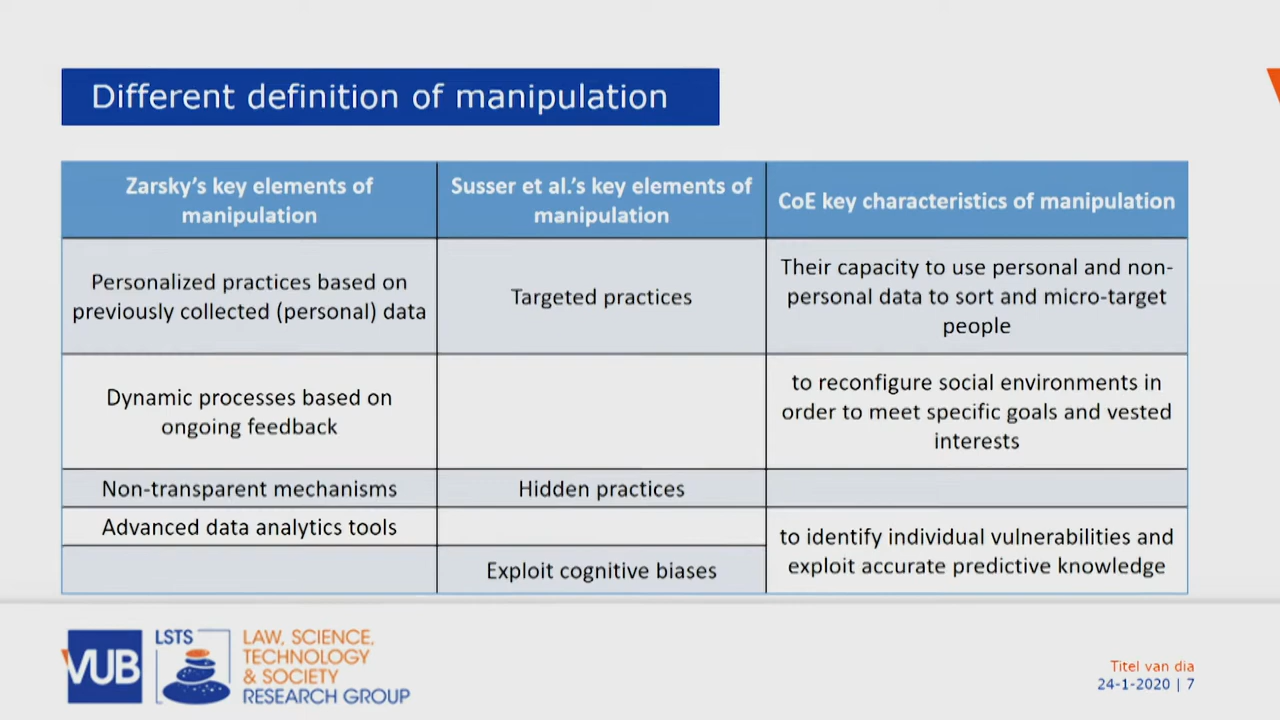 Different definition of manipulation
Zarsky's key elements of
manipulation
Susser et al.'s key elements of
manipulation
CoE key characteristics of manipulation
Personalized practices based on
previously collected (personal) data
Targeted practices
Their capacity to use personal and non-
personal data to sort and micro-target
people
Dynamic processes based on
ongoing feedback
to reconfigure social environments in
order to meet specific goals and vested
interests
Non-transparent mechanisms
Hidden practices
Advanced data analytics tools
to identify individual vulnerabilities and
exploit accurate predictive knowledge
Exploit cognitive biases
VUB
LSTS
LAW, SCIENCE,
TECHNOLOGY
& SOCIETY
RESEARCH GROUP
Titel van dia
24-1-2020 | 7